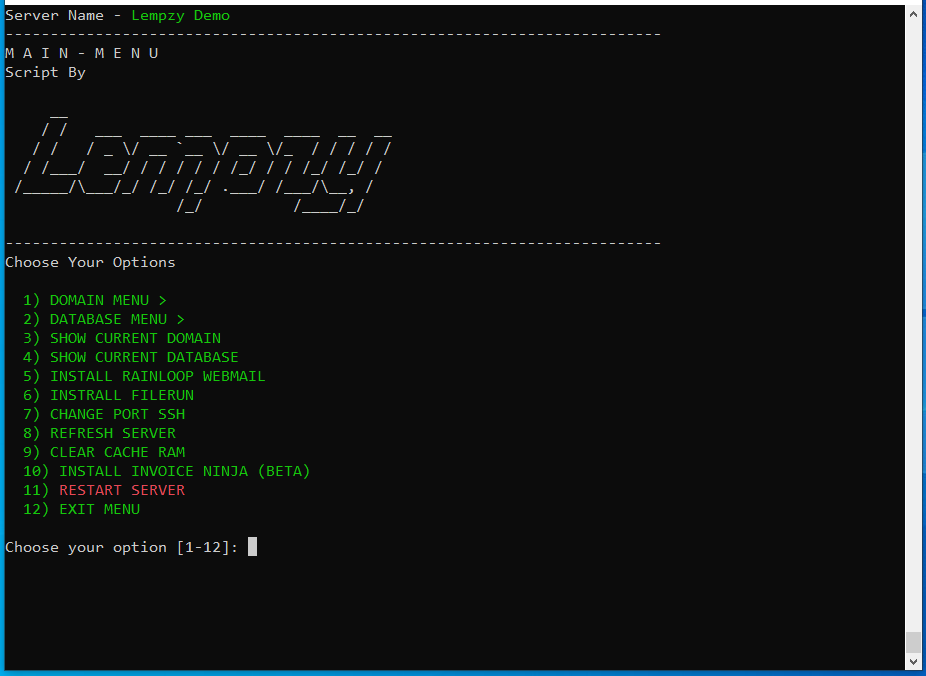 Server Name - Lempzy Demo
-------------------------------------------------------------------------
M A I N - M E N U
Script By
Lempzy
-------------------------------------------------------------------------
Choose Your Options
1) DOMAIN MENU >
2) DATABASE MENU >
3) SHOW CURRENT DOMAIN
4) SHOW CURRENT DATABASE
5) INSTALL RAINLOOP WEBMAIL
6) INSTRALL FILERUN
7) CHANGE PORT SSH
8) REFRESH SERVER
9) CLEAR CACHE RAM
10) INSTALL INVOICE NINJA (BETA)
11) RESTART SERVER
12) EXIT MENU
Choose your option [1-12]: